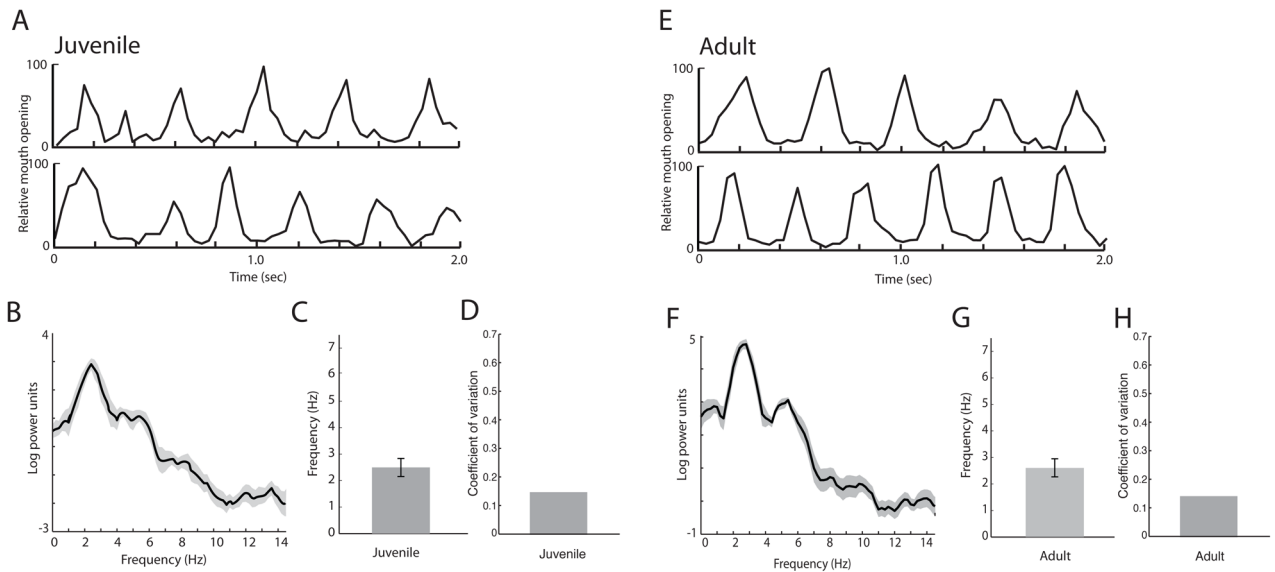 A
Juvenile
Relative mouth opening
100
0
100
0
0
1.0
2.0
Time (sec)
E
Adult
Relative mouth opening
100
0
100
0
0
1.0
2.0
Time (sec)
B
Log power units
4
-3
0 2 4 6 8 10 12 14
Frequency (Hz)
C
Frequency (Hz)
7
6
5
4
3
2
1
0
Juvenile
D
Coefficient of variation
0.7
0.6
0.5
0.4
0.3
0.2
0.1
0
Juvenile
F
Log power units
5
-1
0 2 4 6 8 10 12 14
Frequency (Hz)
G
Frequency (Hz)
7
6
5
4
3
2
1
0
Adult
H
Coefficient of variation
0.7
0.6
0.5
0.4
0.3
0.2
0.1
0
Adult